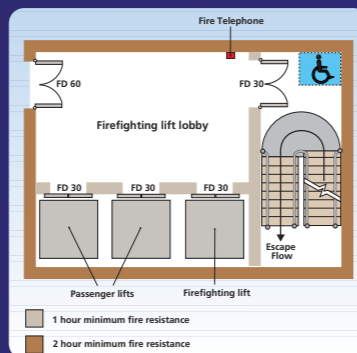 Fire Telephone
FD 60
FD 30
Firefighting lift lobby
FD 30
FD 30
FD 30
Escape
Flow
Passenger lifts
Firefighting lift
1 hour minimum fire resistance
2 hour minimum fire resistance